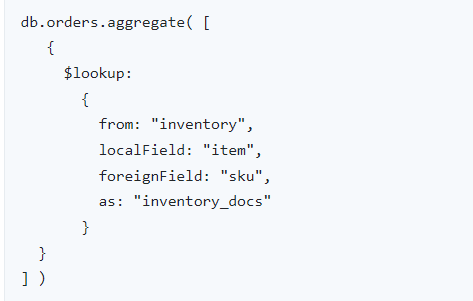 db.orders.aggregate( [
   {
     $lookup:
       {
         from: "inventory",
         localField: "item",
         foreignField: "sku",
         as: "inventory_docs"
       }
  }
] )